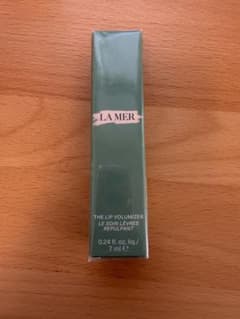 LA MER
THE LIP VOLUMIZER
LE SOIN LÈVRES
REPULPANT
0.24 fl. oz. liq /
7 ml ℮